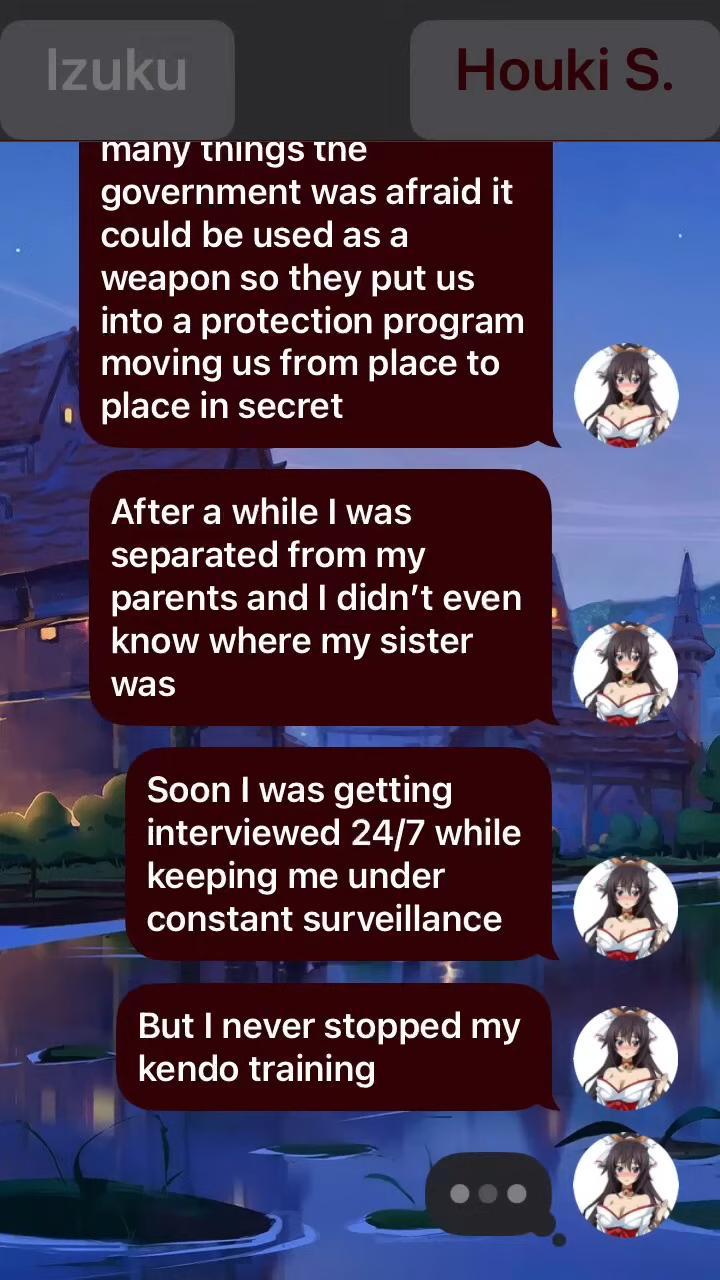 Izuku
Houki S.
many things the
government was afraid it
could be used as a
weapon so they put us
into a protection program
moving us from place to
place in secret
After a while I was
separated from my
parents and I didn’t even
know where my sister
was
Soon I was getting
interviewed 24/7 while
keeping me under
constant surveillance
But I never stopped my
kendo training